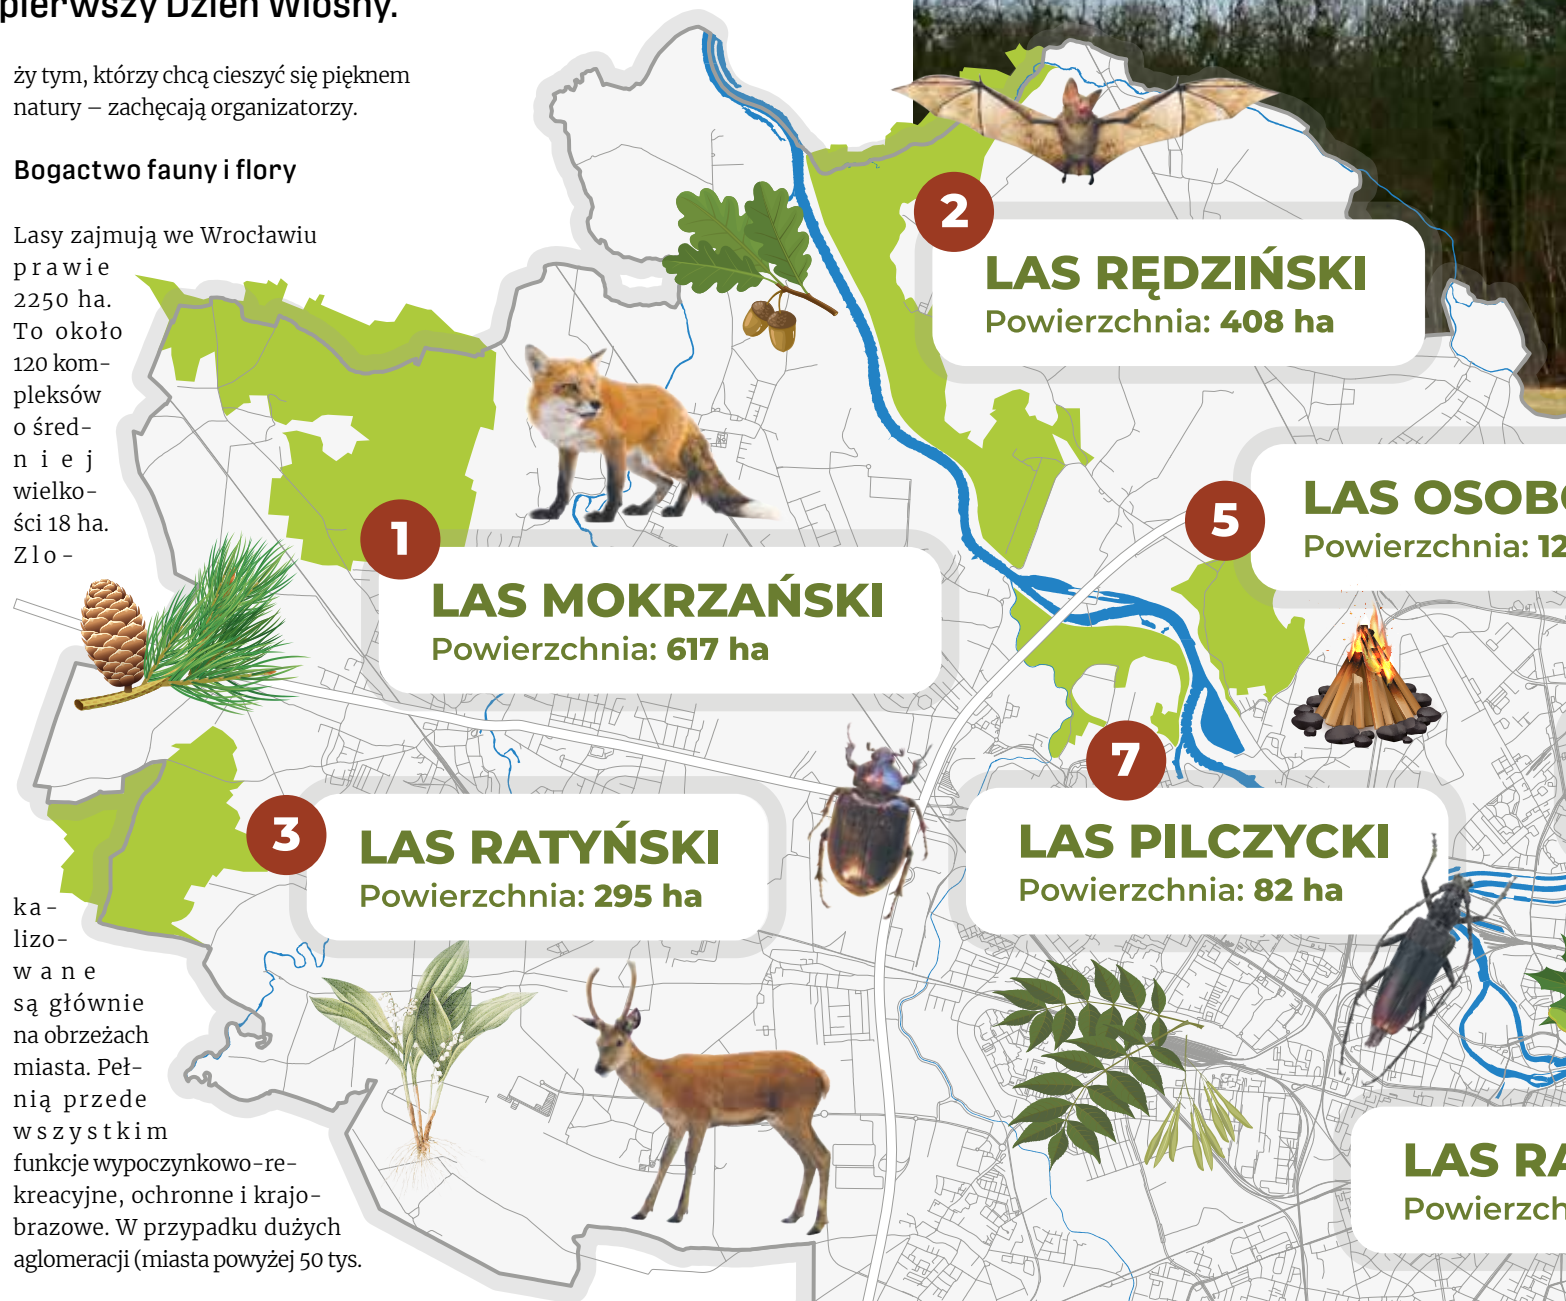 pierwszy Dzień Wiosny.
ży tym, którzy chcą cieszyć się pięknem
natury – zachęcają organizatorzy.
Bogactwo fauny i flory
Lasy zajmują we Wrocławiu
prawie
2250 ha.
To około
120 kom-
pleksów
o śred-
niej
wielko-
ści 18 ha.
Zlo-
ka-
lizo-
wane
są głównie
na obrzeżach
miasta. Peł-
nią przede
wszystkim
funkcje wypoczynkowo-re-
kreacyjne, ochronne i krajo-
brazowe. W przypadku dużych
aglomeracji (miasta powyżej 50 tys.
2
LAS RĘDZIŃSKI
Powierzchnia: 408 ha
5
LAS
Powierzchnia:
1
LAS MOKRZAŃSKI
Powierzchnia: 617 ha
7
LAS PILCZYCKI
Powierzchnia: 82 ha
3
LAS RATYŃSKI
Powierzchnia: 295 ha
LAS